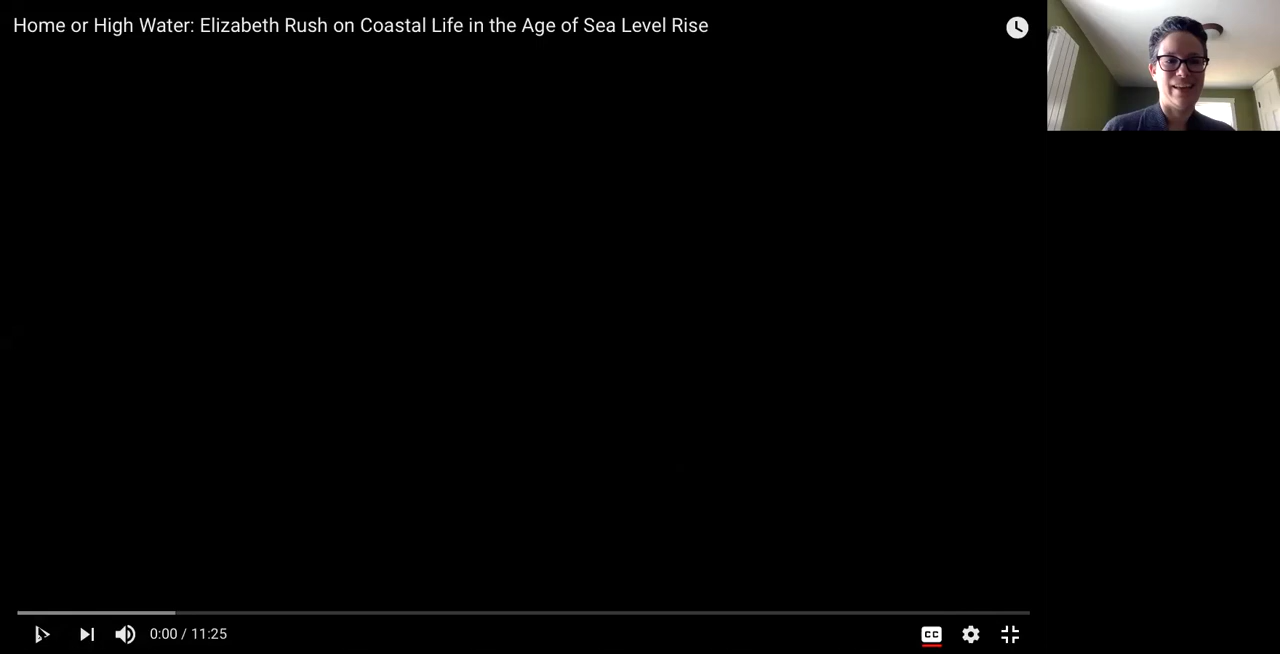 Home or High Water: Elizabeth Rush on Coastal Life in the Age of Sea Level Rise
0:00 / 11:25
CC